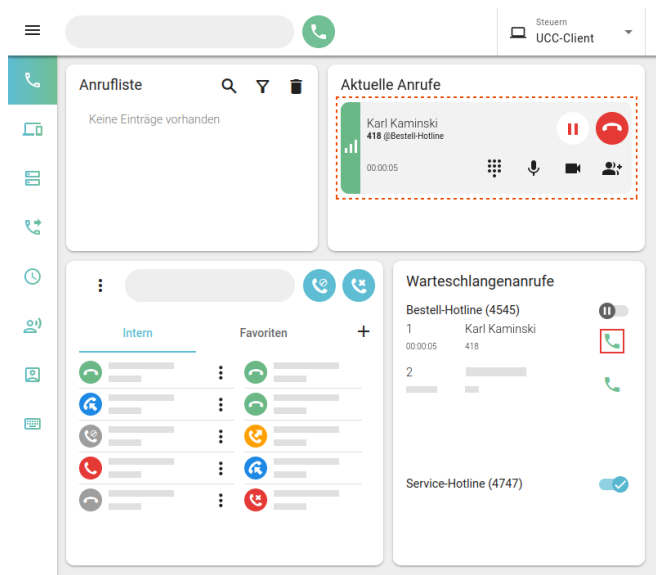 Steuern
UCC-Client
Anrufliste
Keine Einträge vorhanden
Aktuelle Anrufe
Karl Kaminski
418 @Bestell-Hotline
00:00:05
Intern
Favoriten
Warteschlangenanrufe
Bestell-Hotline (4545)
1 Karl Kaminski
00:00:05 418
2
Service-Hotline (4747)